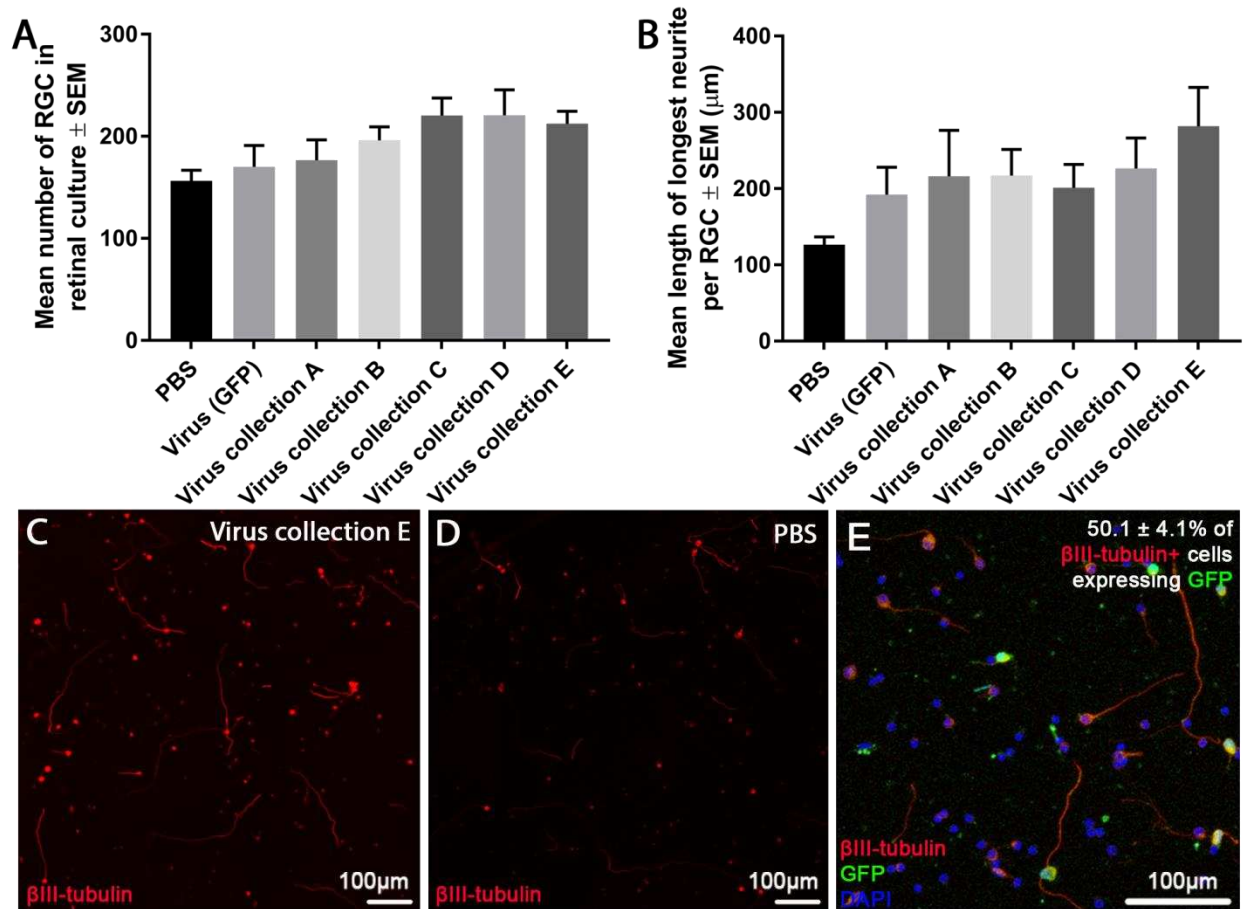 A
Mean number of RGC in
retinal culture ± SEM
300
200
100
0
PBS
Virus (GFP)
Virus collection A
Virus collection B
Virus collection C
Virus collection D
Virus collection E
B
Mean length of longest neurite
per RGC ± SEM (μm)
400
300
200
100
0
PBS
Virus (GFP)
Virus collection A
Virus collection B
Virus collection C
Virus collection D
Virus collection E
C
Virus collection E
βIII-tubulin
100μm
D
PBS
βIII-tubulin
100μm
E
50.1 ± 4.1% of
βIII-tubulin+ cells
expressing GFP
βIII-tubulin
GFP
DAPI
100μm